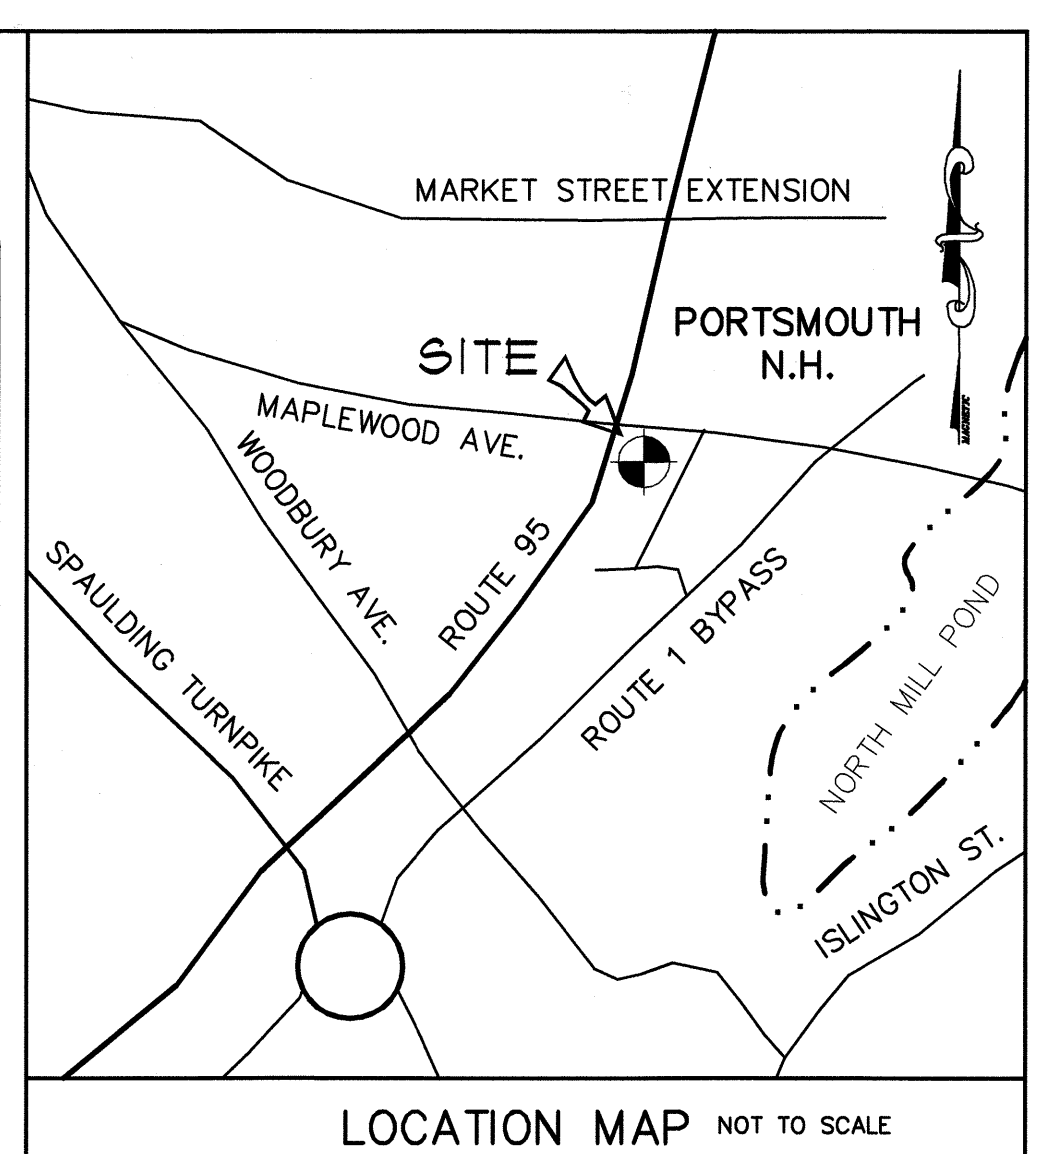 MARKET STREET EXTENSION
PORTSMOUTH
N.H.
SITE
MAGNETIC
MAPLEWOOD AVE.
WOODBURY AVE.
ROUTE 95
SPAULDING TURNPIKE
ROUTE 1 BYPASS
NORTH MILL POND
ISLINGTON ST.
LOCATION MAP NOT TO SCALE